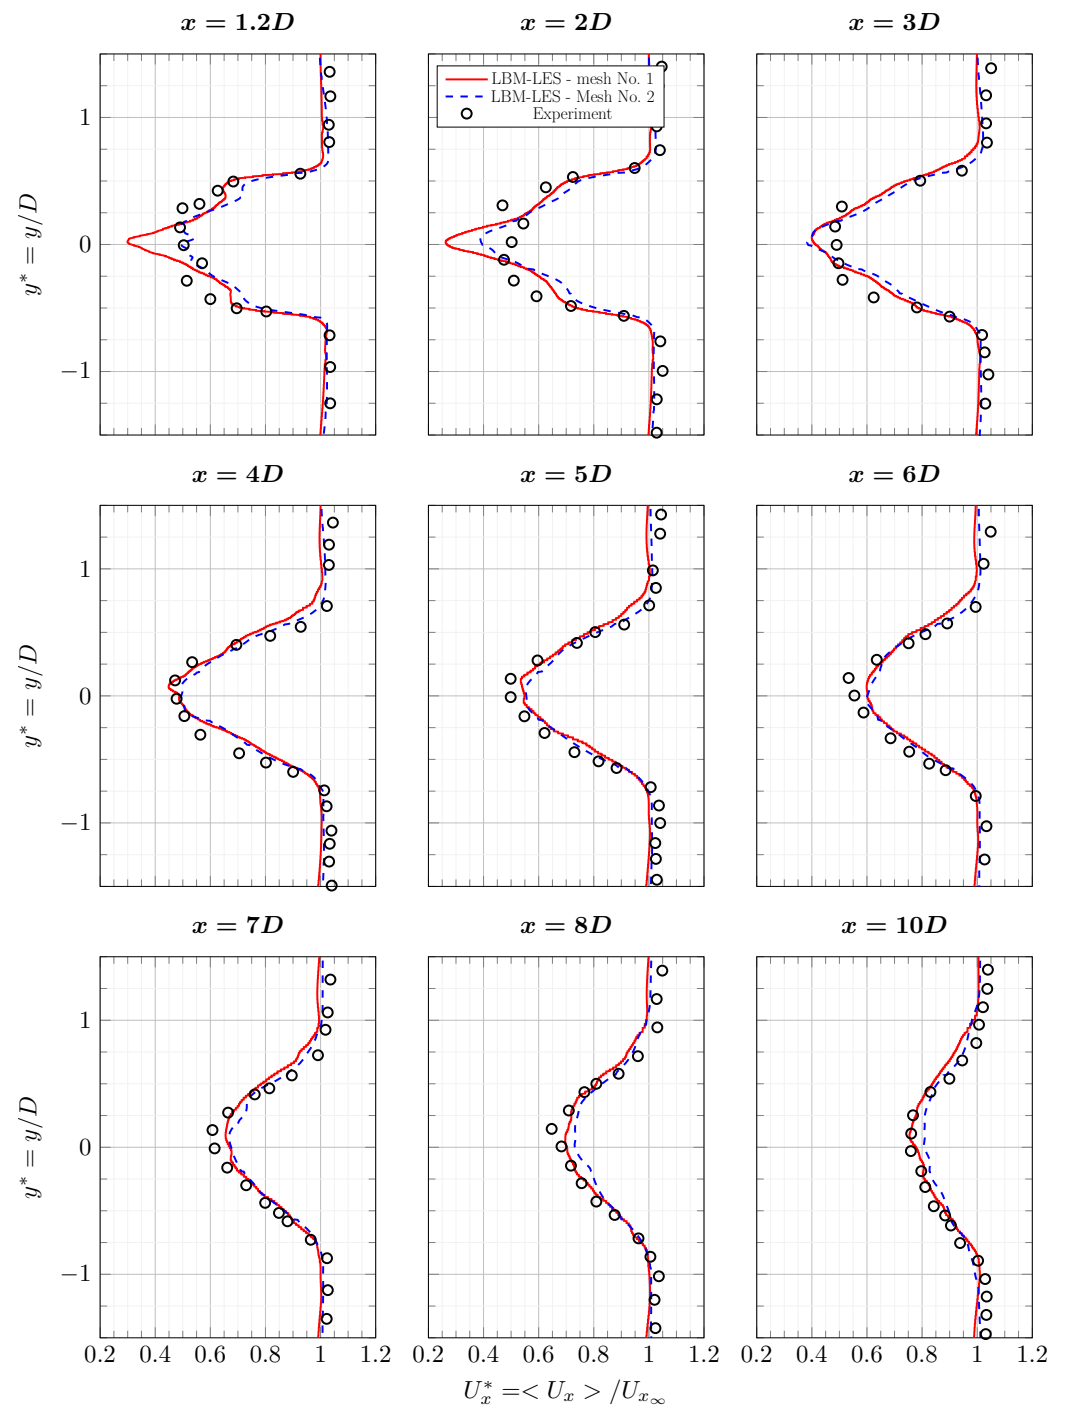 x = 1.2D
x = 2D
x = 3D
LBM-LES - mesh No. 1
LBM-LES - Mesh No. 2
Experiment
1
0
−1
y* = y/D
x = 4D
x = 5D
x = 6D
1
0
−1
y* = y/D
x = 7D
x = 8D
x = 10D
1
0
−1
y* = y/D
0.2 0.4 0.6 0.8 1 1.2
0.2 0.4 0.6 0.8 1 1.2
0.2 0.4 0.6 0.8 1 1.2
U*ₓ =< Uₓ > /Uₓ∞